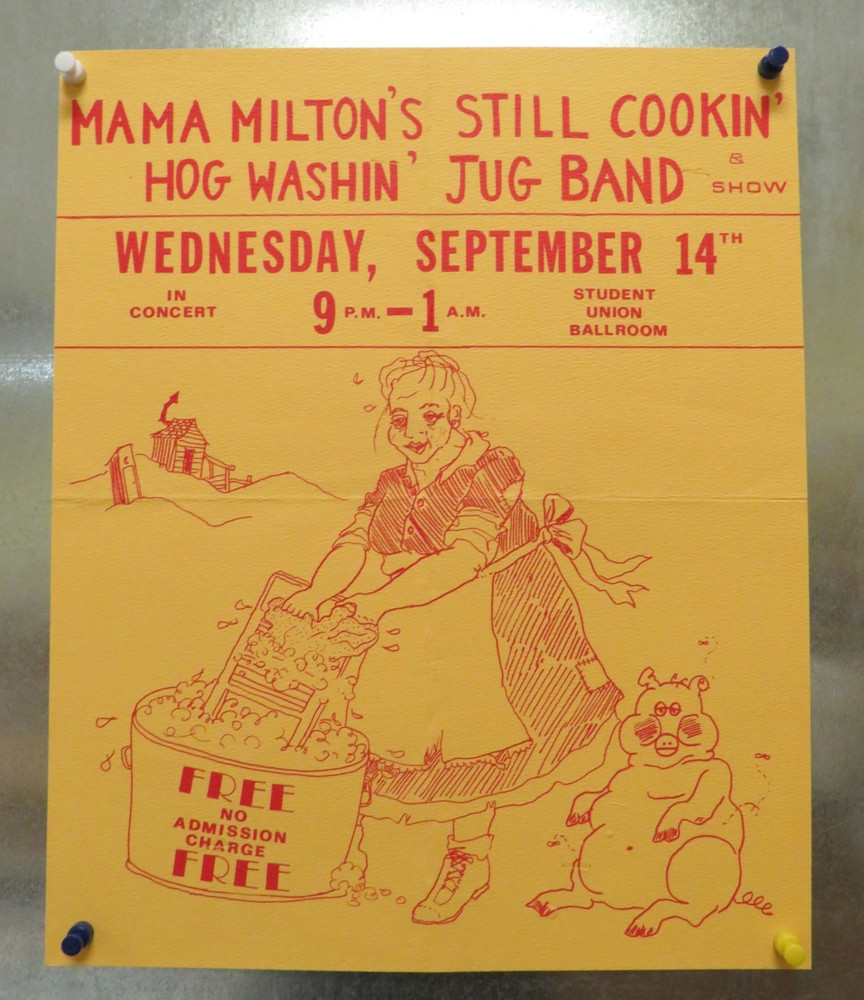 MAMA MILTON'S STILL COOKIN'
HOG WASHIN' JUG BAND & SHOW
WEDNESDAY, SEPTEMBER 14TH
IN
CONCERT
9 P.M. – 1 A.M.
STUDENT
UNION
BALLROOM
FREE
NO
ADMISSION
CHARGE
FREE